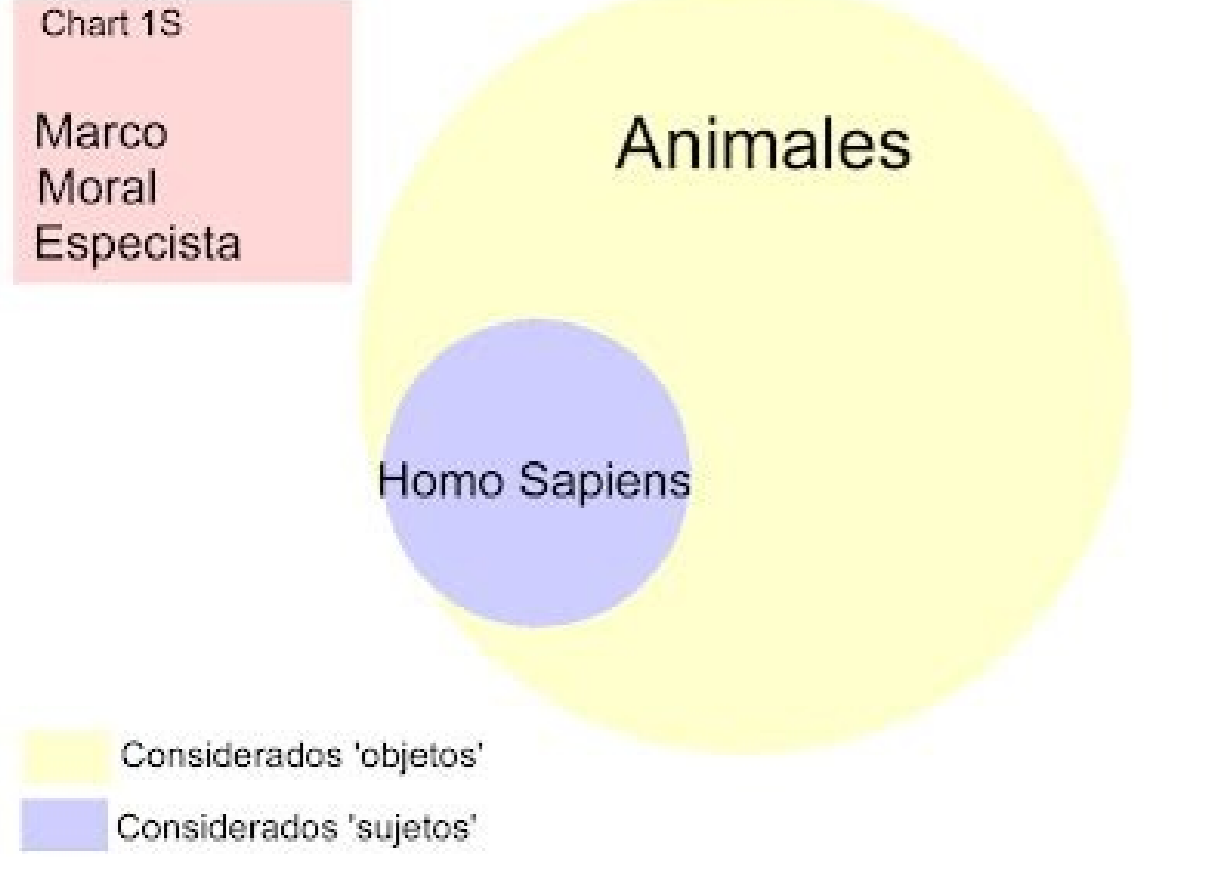 Chart 1S
Marco
Moral
Especista
Animales
Homo Sapiens
Considerados 'objetos'
Considerados 'sujetos'